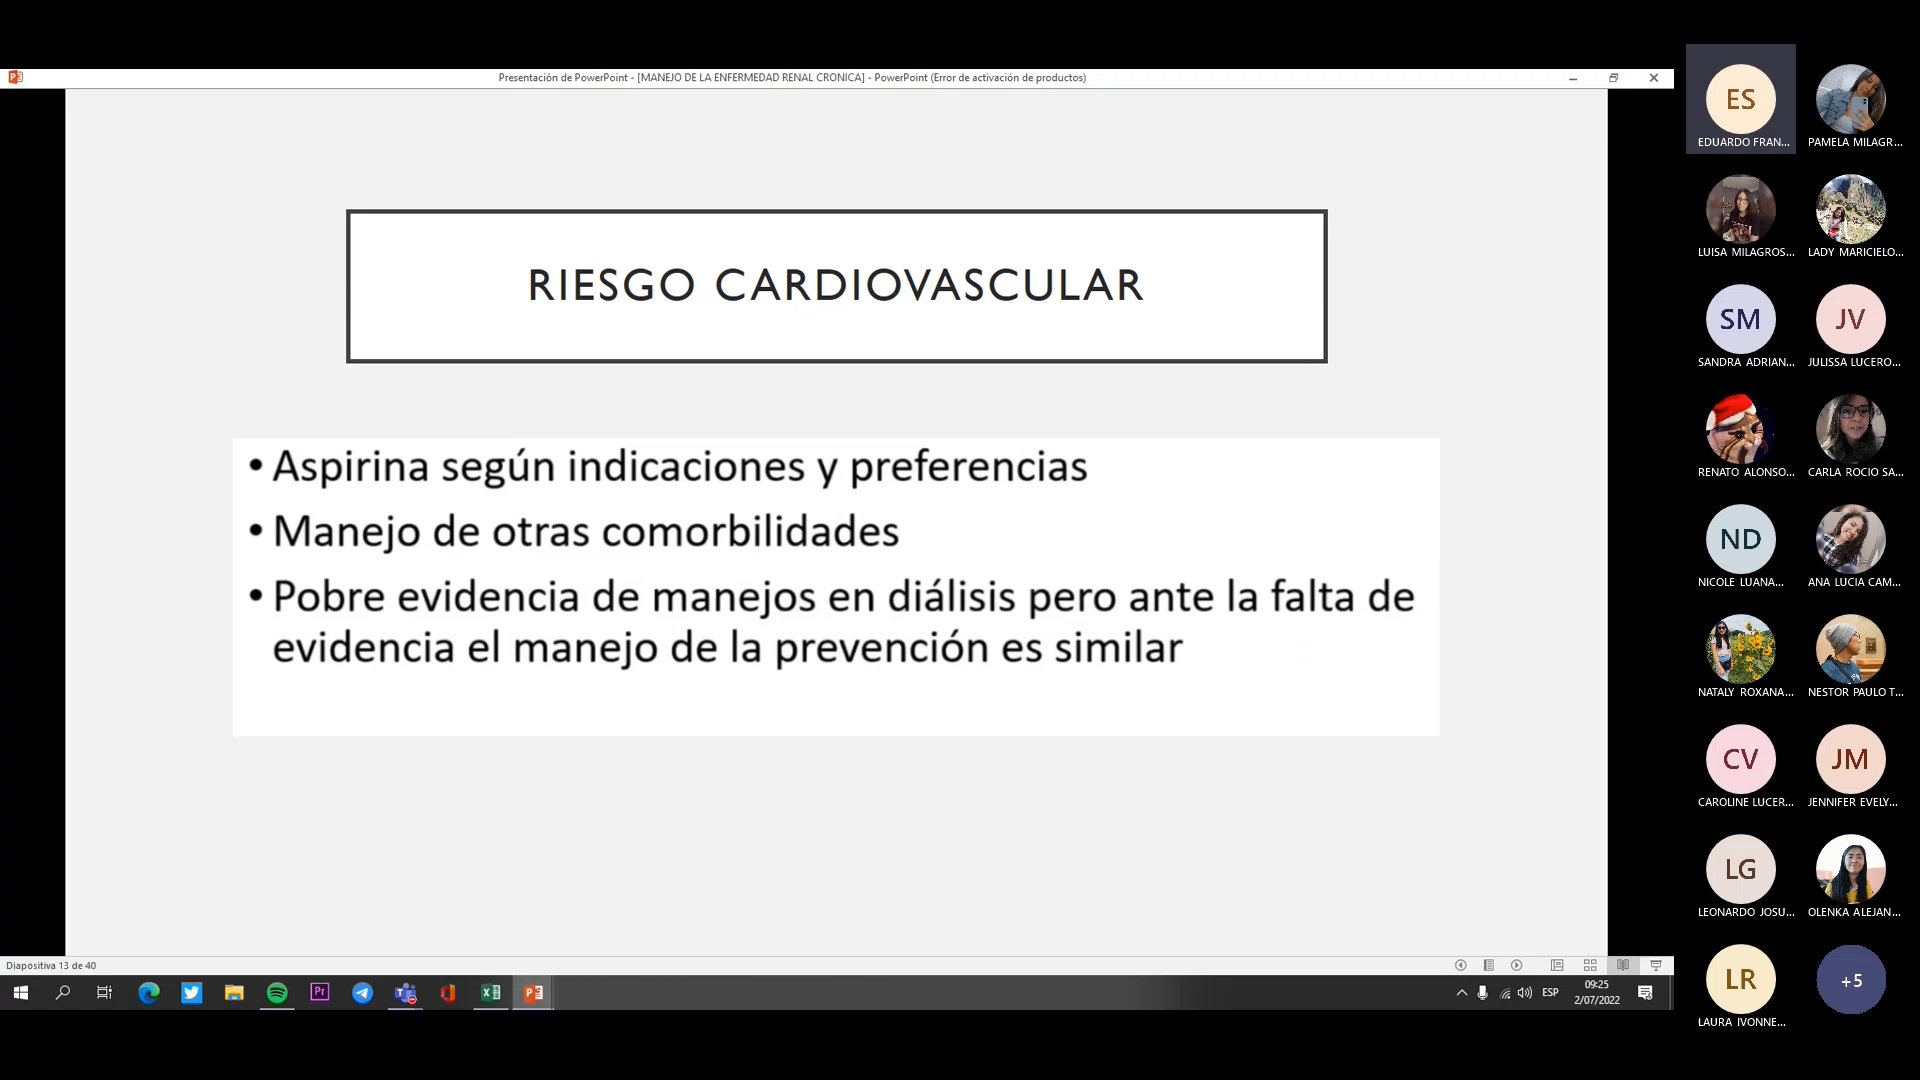 Presentación de PowerPoint - [MANEJO DE LA ENFERMEDAD RENAL CRONICA] - PowerPoint (Error de activación de productos)
RIESGO CARDIOVASCULAR
• Aspirina según indicaciones y preferencias
• Manejo de otras comorbilidades
• Pobre evidencia de manejos en diálisis pero ante la falta de
evidencia el manejo de la prevención es similar
Diapositiva 13 de 40
Pr
ESP
09:25
2/07/2022
ES
EDUARDO FRAN...
PAMELA MILAGR...
LUISA MILAGROS...
LADY MARICIELO...
SM
JV
SANDRA ADRIAN...
JULISSA LUCERO...
RENATO ALONSO...
CARLA ROCIO SA...
ND
NICOLE LUANA...
ANA LUCIA CAM...
NATALY ROXANA...
NESTOR PAULO T...
CV
JM
CAROLINE LUCER...
JENNIFER EVELY...
LG
LEONARDO JOSU...
OLENKA ALEJAN...
LR
+5
LAURA IVONNE...